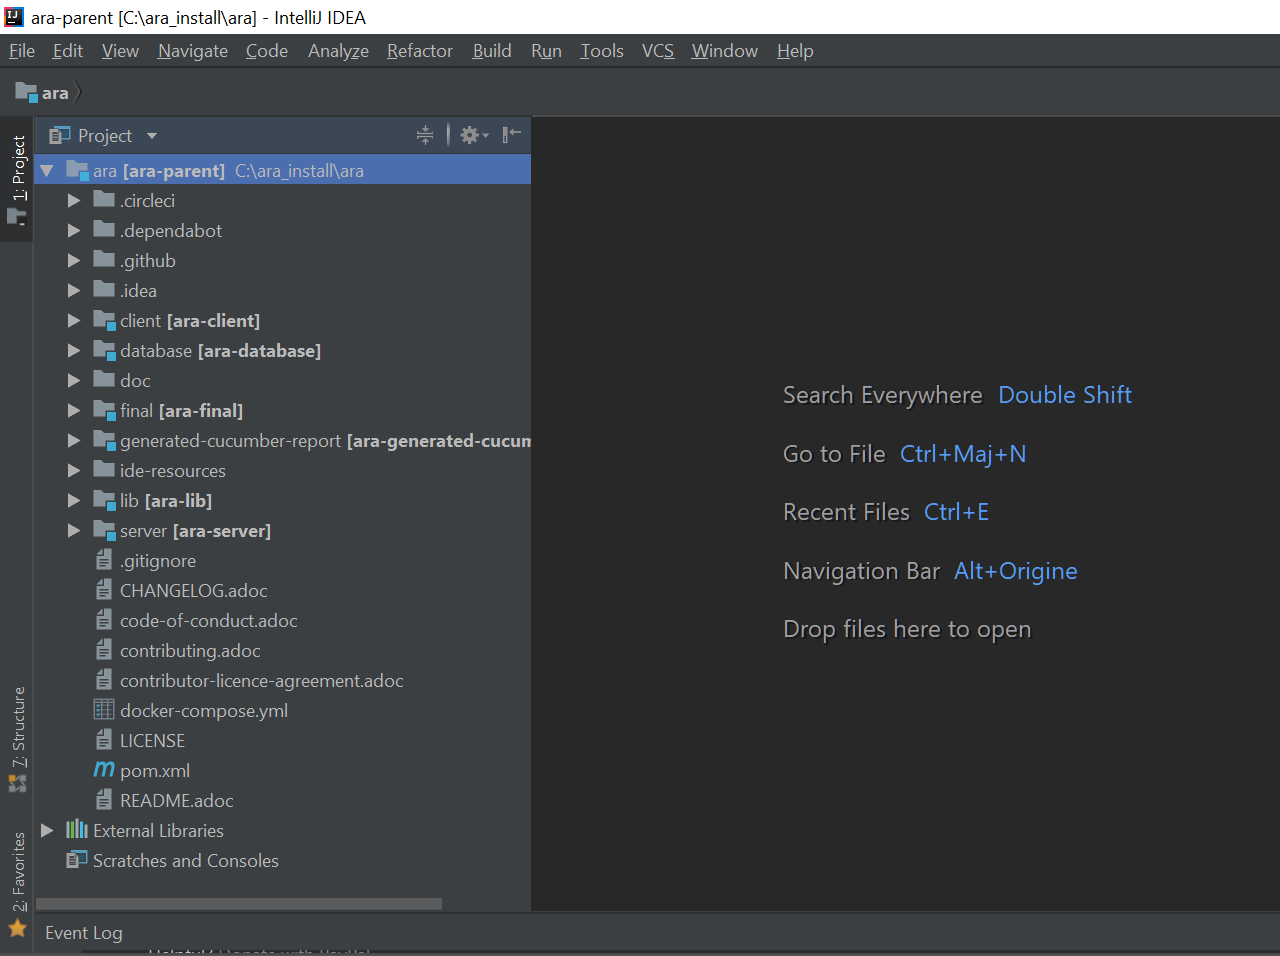 ara-parent [C:\ara_install\ara] - IntelliJ IDEA
File Edit View Navigate Code Analyze Refactor Build Run Tools VCS Window Help
ara
Project
1: Project
ara [ara-parent] C:\ara_install\ara
.circleci
.dependabot
.github
.idea
client [ara-client]
database [ara-database]
doc
final [ara-final]
generated-cucumber-report [ara-generated-cucum
ide-resources
lib [ara-lib]
server [ara-server]
.gitignore
CHANGELOG.adoc
code-of-conduct.adoc
contributing.adoc
contributor-licence-agreement.adoc
docker-compose.yml
LICENSE
pom.xml
README.adoc
External Libraries
Scratches and Consoles
7: Structure
2: Favorites
Search Everywhere Double Shift
Go to File Ctrl+Maj+N
Recent Files Ctrl+E
Navigation Bar Alt+Origine
Drop files here to open
Event Log